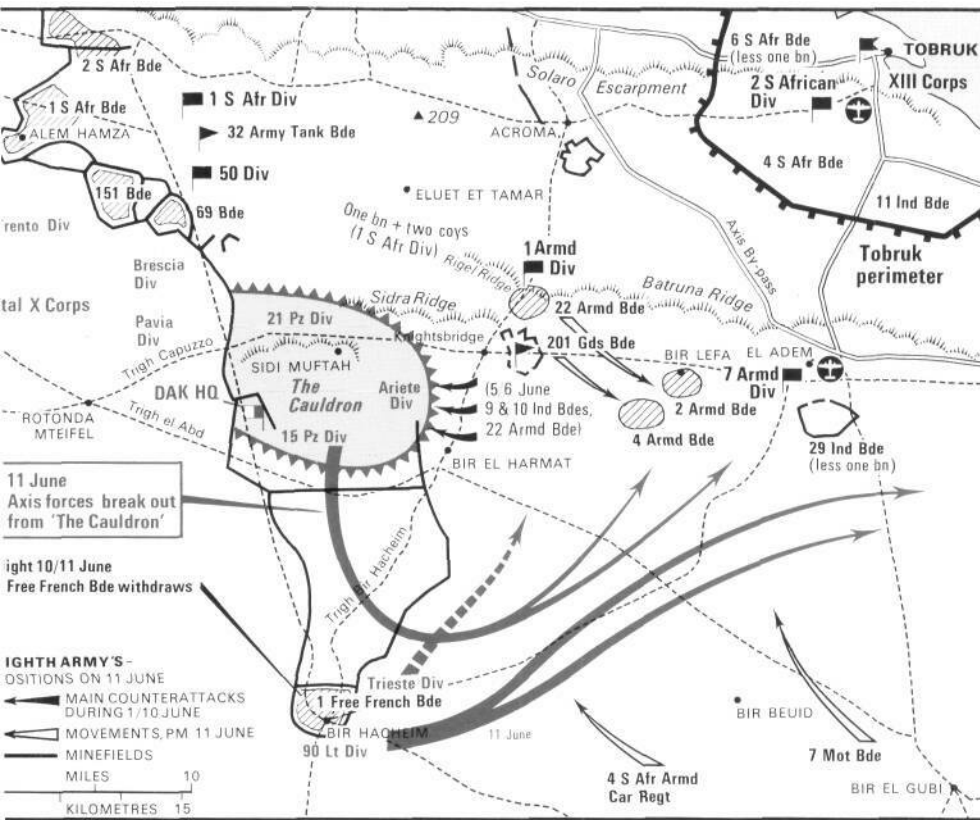 2 S Afr Bde
1 S Afr Bde
ALEM HAMZA
1 S Afr Div
32 Army Tank Bde
50 Div
151 Bde
69 Bde
209
Solaro
Escarpment
ACROMA
6 S Afr Bde
(less one bn)
TOBRUK
XIII Corps
2 S African
Div
4 S Afr Bde
11 Ind Bde
Tobruk
perimeter
ELUET ET TAMAR
One bn + two coys
(1 S Afr Div)
1 Armd
Div
Rigel Ridge
22 Armd Bde
Batruna Ridge
Axis By-pass
rento Div
Brescia
Div
tal X Corps
Pavia
Div
21 Pz Div
Sidra Ridge
Knightsbridge
201 Gds Bde
BIR LEFA
EL ADEM
7 Armd
Div
2 Armd Bde
4 Armd Bde
29 Ind Bde
(less one bn)
Trigh Capuzzo
SIDI MUFTAH
The
Cauldron
Ariete
Div
(5/6 June
9 & 10 Ind Bdes,
22 Armd Bde)
DAK HQ
ROTONDA
MTEIFEL
Trigh el Abd
15 Pz Div
BIR EL HARMAT
11 June
Axis forces break out
from 'The Cauldron'
ight 10/11 June
Free French Bde withdraws
Trigh Bir Hacheim
Trieste Div
1 Free French Bde
BIR HACHEIM
90 Lt Div
11 June
4 S Afr Armd
Car Regt
BIR BEUID
7 Mot Bde
BIR EL GUBI
IGHTH ARMY'S –
OSITIONS ON 11 JUNE
MAIN COUNTERATTACKS
DURING 1/10 JUNE
MOVEMENTS, PM 11 JUNE
MINEFIELDS
MILES 10
KILOMETRES 15